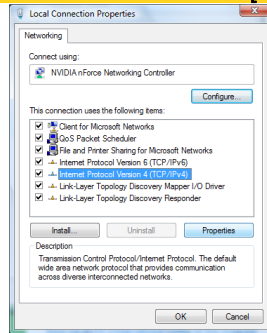 Local Connection Properties
Networking
Connect using:
NVIDIA nForce Networking Controller
Configure...
This connection uses the following items:
Client for Microsoft Networks
QoS Packet Scheduler
File and Printer Sharing for Microsoft Networks
Internet Protocol Version 6 (TCP/IPv6)
Internet Protocol Version 4 (TCP/IPv4)
Link-Layer Topology Discovery Mapper I/O Driver
Link-Layer Topology Discovery Responder
Install... Uninstall Properties
Description
Transmission Control Protocol/Internet Protocol. The default
wide area network protocol that provides communication
across diverse interconnected networks.
OK Cancel